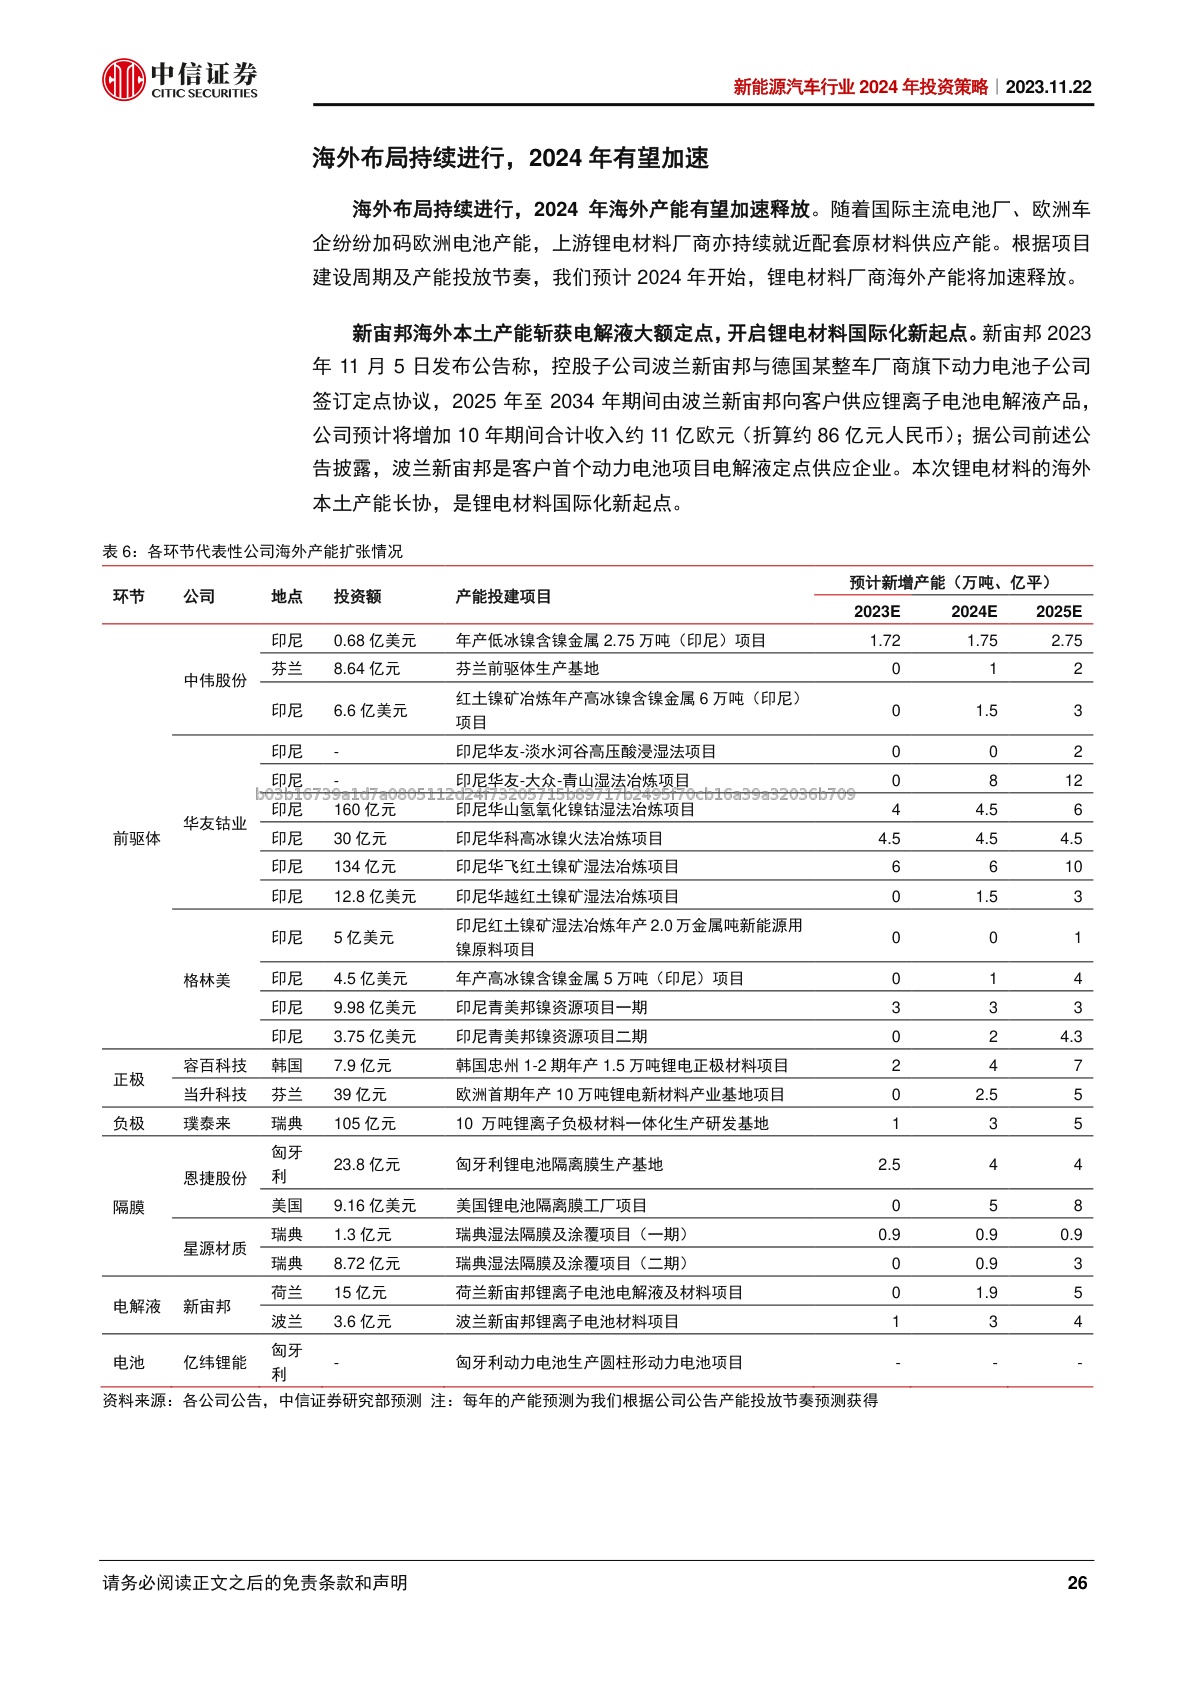 中信证券
CITIC SECURITIES
新能源汽车行业 2024 年投资策略｜2023.11.22
海外布局持续进行，2024 年有望加速
海外布局持续进行，2024 年海外产能有望加速释放。随着国际主流电池厂、欧洲车
企纷纷加码欧洲电池产能，上游锂电材料厂商亦持续就近配套原材料供应产能。根据项目
建设周期及产能投放节奏，我们预计 2024 年开始，锂电材料厂商海外产能将加速释放。
新宙邦海外本土产能斩获电解液大额定点，开启锂电材料国际化新起点。新宙邦 2023
年 11 月 5 日发布公告称，控股子公司波兰新宙邦与德国某整车厂商旗下动力电池子公司
签订定点协议，2025 年至 2034 年期间由波兰新宙邦向客户供应锂离子电池电解液产品，
公司预计将增加 10 年期间合计收入约 11 亿欧元（折算约 86 亿元人民币）；据公司前述公
告披露，波兰新宙邦是客户首个动力电池项目电解液定点供应企业。本次锂电材料的海外
本土产能长协，是锂电材料国际化新起点。
表 6：各环节代表性公司海外产能扩张情况
环节 公司 地点 投资额 产能投建项目 预计新增产能（万吨、亿平）
2023E 2024E 2025E
前驱体 中伟股份 印尼 0.68 亿美元 年产低冰镍含镍金属 2.75 万吨（印尼）项目 1.72 1.75 2.75
芬兰 8.64 亿元 芬兰前驱体生产基地 0 1 2
印尼 6.6 亿美元 红土镍矿冶炼年产高冰镍含镍金属 6 万吨（印尼）
项目 0 1.5 3
华友钴业 印尼 - 印尼华友-淡水河谷高压酸浸湿法项目 0 0 2
印尼 - 印尼华友-大众-青山湿法冶炼项目 0 8 12
b03b16739a1d7a0805112d24f73205715b89717b2495f70cb16a39a32036b709
印尼 160 亿元 印尼华山氢氧化镍钴湿法冶炼项目 4 4.5 6
印尼 30 亿元 印尼华科高冰镍火法冶炼项目 4.5 4.5 4.5
印尼 134 亿元 印尼华飞红土镍矿湿法冶炼项目 6 6 10
印尼 12.8 亿美元 印尼华越红土镍矿湿法冶炼项目 0 1.5 3
格林美 印尼 5 亿美元 印尼红土镍矿湿法冶炼年产 2.0 万金属吨新能源用
镍原料项目 0 0 1
印尼 4.5 亿美元 年产高冰镍含镍金属 5 万吨（印尼）项目 0 1 4
印尼 9.98 亿美元 印尼青美邦镍资源项目一期 3 3 3
印尼 3.75 亿美元 印尼青美邦镍资源项目二期 0 2 4.3
正极 容百科技 韩国 7.9 亿元 韩国忠州 1-2 期年产 1.5 万吨锂电正极材料项目 2 4 7
当升科技 芬兰 39 亿元 欧洲首期年产 10 万吨锂电新材料产业基地项目 0 2.5 5
负极 璞泰来 瑞典 105 亿元 10 万吨锂离子负极材料一体化生产研发基地 1 3 5
隔膜 恩捷股份 匈牙
利 23.8 亿元 匈牙利锂电池隔离膜生产基地 2.5 4 4
美国 9.16 亿美元 美国锂电池隔离膜工厂项目 0 5 8
星源材质 瑞典 1.3 亿元 瑞典湿法隔膜及涂覆项目（一期） 0.9 0.9 0.9
瑞典 8.72 亿元 瑞典湿法隔膜及涂覆项目（二期） 0 0.9 3
电解液 新宙邦 荷兰 15 亿元 荷兰新宙邦锂离子电池电解液及材料项目 0 1.9 5
波兰 3.6 亿元 波兰新宙邦锂离子电池材料项目 1 3 4
电池 亿纬锂能 匈牙
利 - 匈牙利动力电池生产圆柱形动力电池项目 - - -
资料来源：各公司公告，中信证券研究部预测 注：每年的产能预测为我们根据公司公告产能投放节奏预测获得
请务必阅读正文之后的免责条款和声明 26